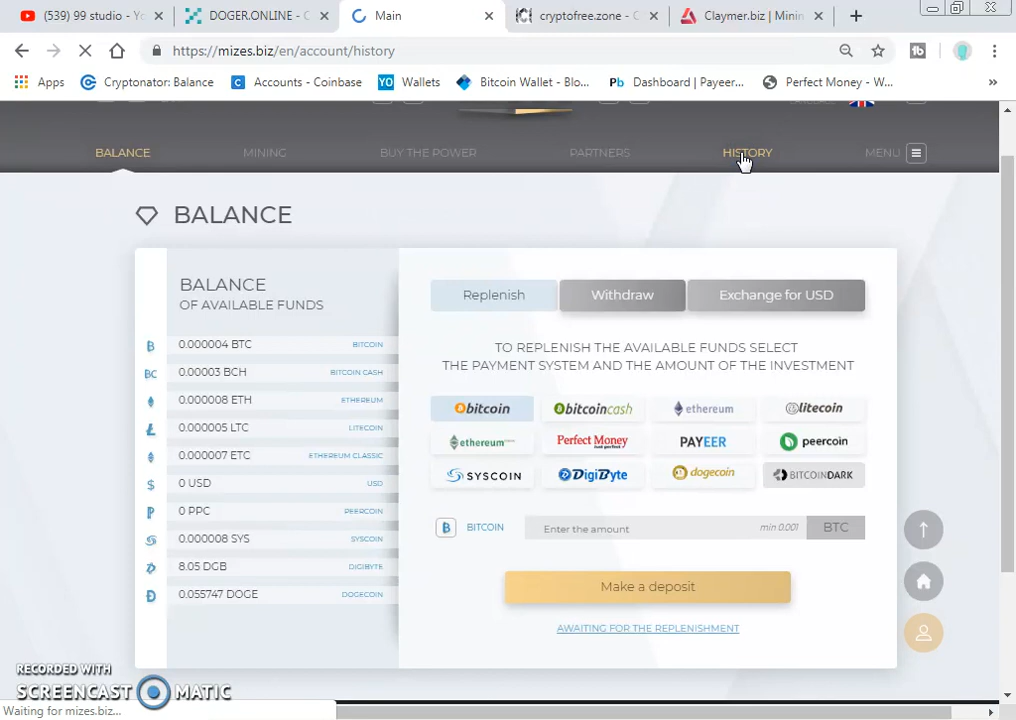 (539) 99 studio - Yo
DOGER.ONLINE - C
Main
cryptofree.zone - C
Claymer.biz | Minin
https://mizes.biz/en/account/history
Apps
Cryptonator: Balance
Accounts - Coinbase
YO Wallets
Bitcoin Wallet - Blo...
Pb Dashboard | Payeer...
Perfect Money - W...
»
BALANCE
MINING
BUY THE POWER
PARTNERS
HISTORY
MENU
BALANCE
BALANCE
OF AVAILABLE FUNDS
0.000004 BTC BITCOIN
BC 0.00003 BCH BITCOIN CASH
0.000008 ETH ETHEREUM
0.000005 LTC LITECOIN
0.000007 ETC ETHEREUM CLASSIC
$ 0 USD USD
0 PPC PEERCOIN
0.000008 SYS SYSCOIN
8.05 DGB DIGIBYTE
0.055747 DOGE DOGECOIN
Replenish
Withdraw
Exchange for USD
TO REPLENISH THE AVAILABLE FUNDS SELECT
THE PAYMENT SYSTEM AND THE AMOUNT OF THE INVESTMENT
bitcoin
bitcoincash
ethereum
litecoin
ethereum
Perfect Money
PAYEER
peercoin
SYSCOIN
DigiByte
dogecoin
BITCOINDARK
BITCOIN
Enter the amount
min 0.001
BTC
Make a deposit
AWAITING FOR THE REPLENISHMENT
RECORDED WITH
SCREENCAST MATIC
Waiting for mizes.biz...